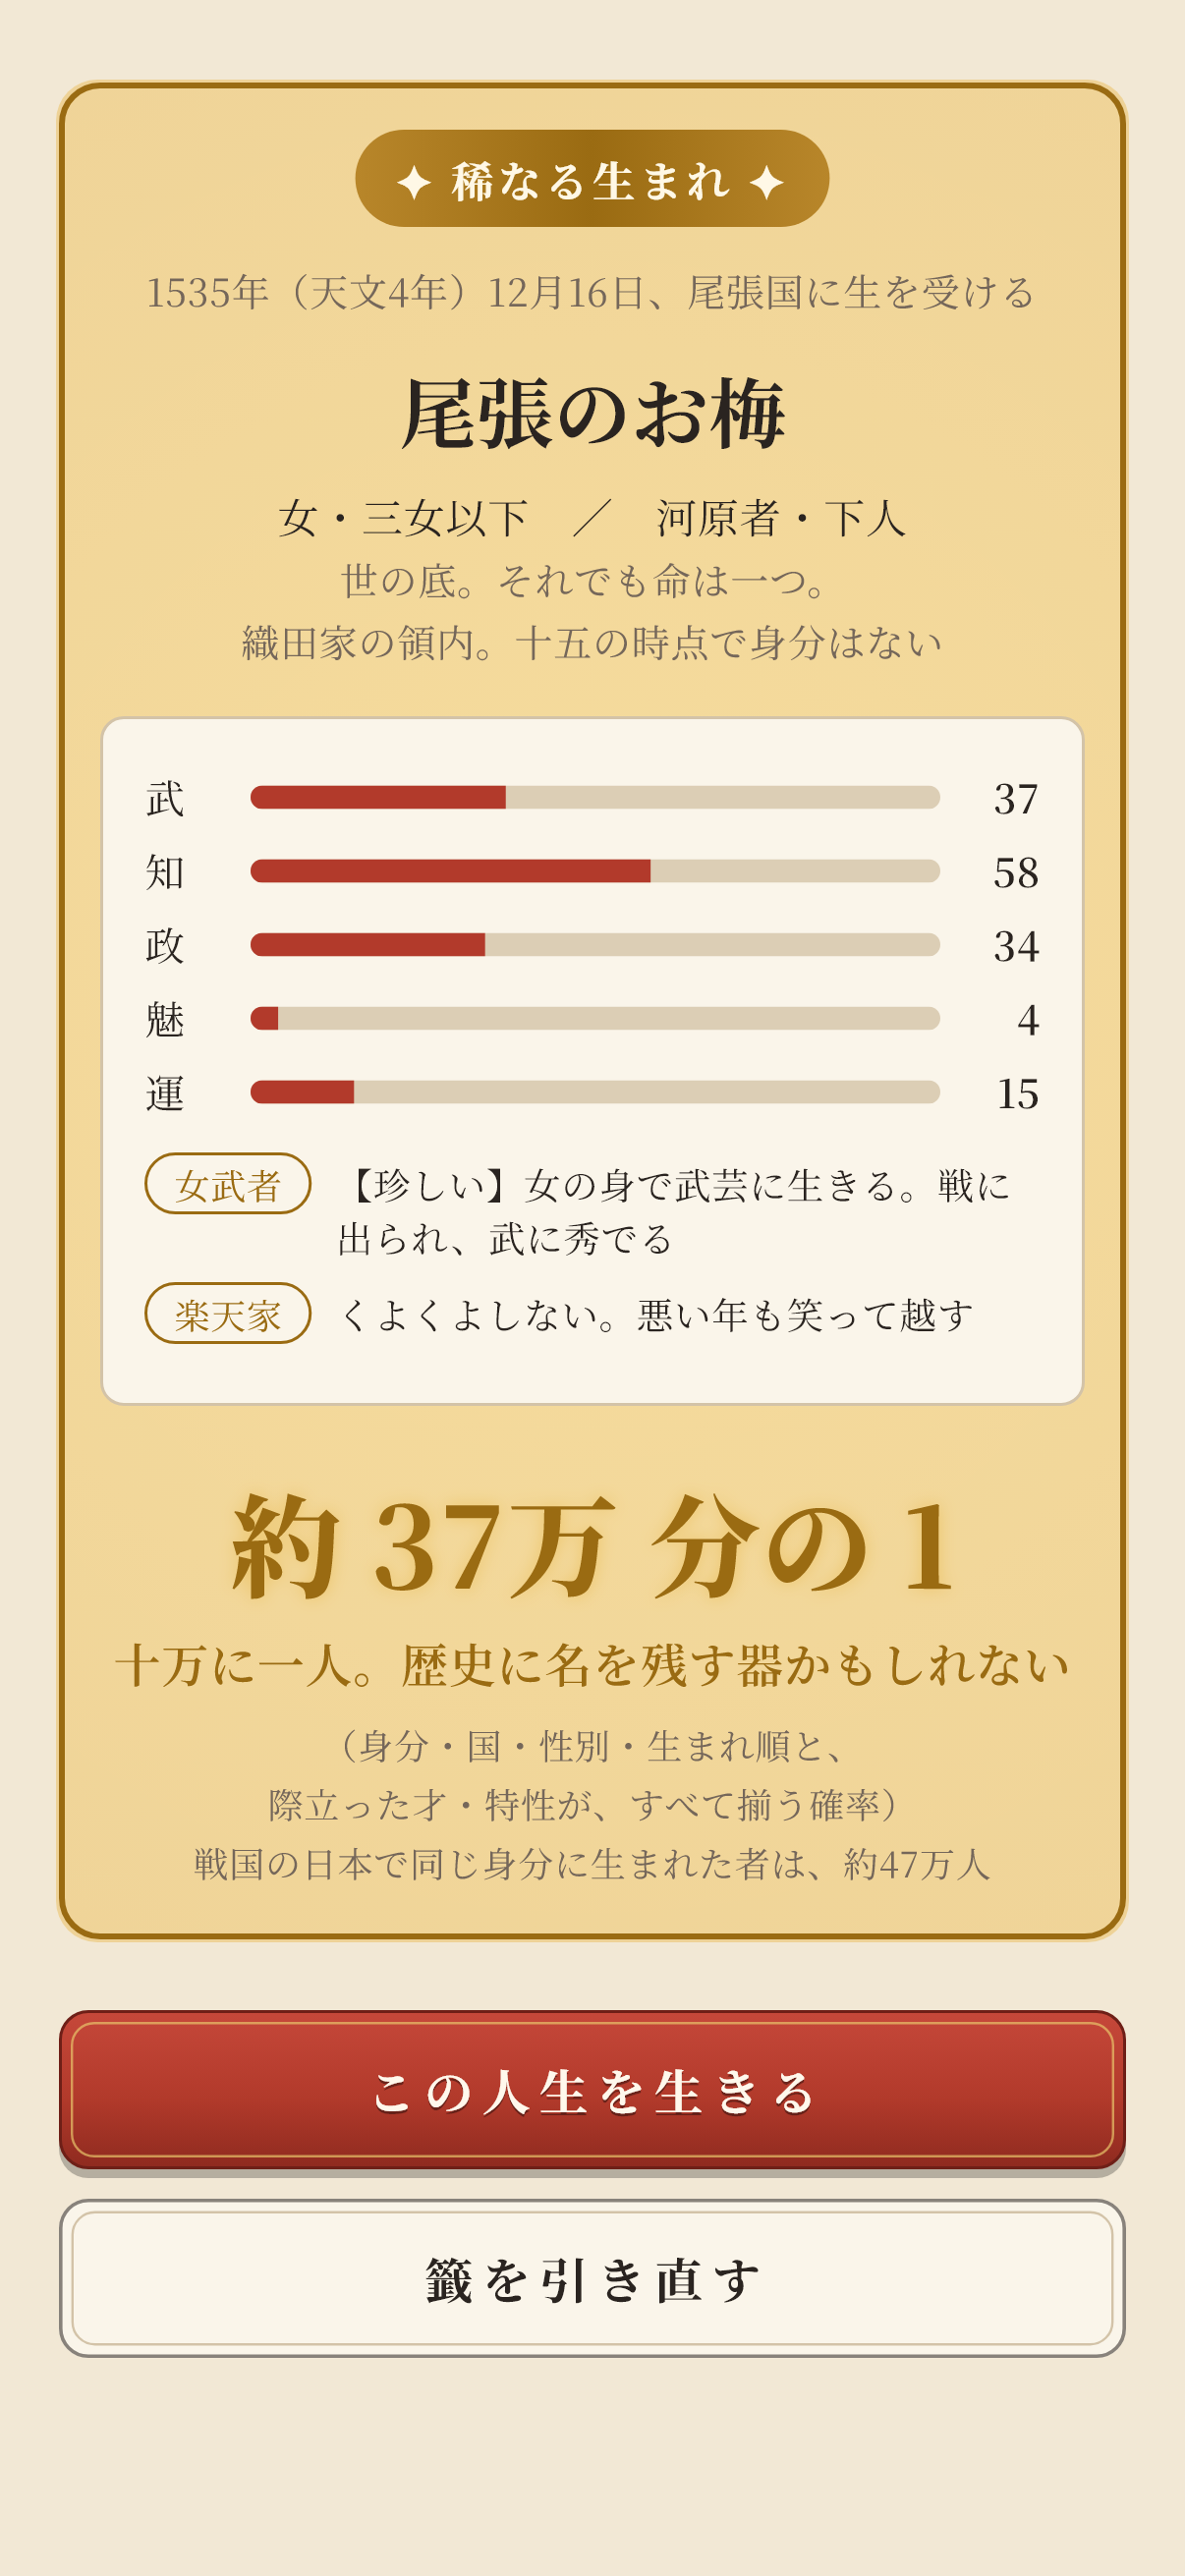 ✦ 稀なる生まれ ✦
1535年（天文4年）12月16日、尾張国に生を受ける
尾張のお梅
女・三女以下　／　河原者・下人
世の底。それでも命は一つ。
織田家の領内。十五の時点で身分はない
武 37
知 58
政 34
魅 4
運 15
女武者 【珍しい】女の身で武芸に生きる。戦に
出られ、武に秀でる
楽天家 くよくよしない。悪い年も笑って越す
約 37万 分の 1
十万に一人。歴史に名を残す器かもしれない
（身分・国・性別・生まれ順と、
際立った才・特性が、すべて揃う確率）
戦国の日本で同じ身分に生まれた者は、約47万人
この人生を生きる
籤を引き直す